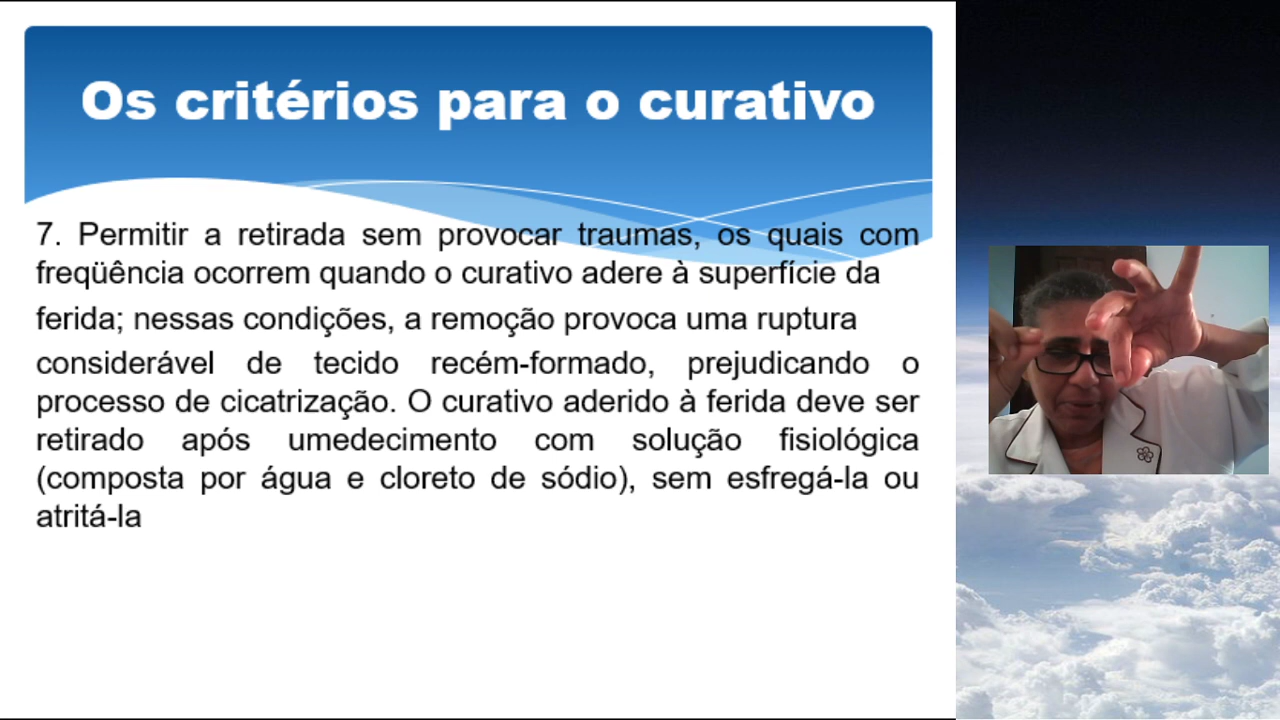 Os critérios para o curativo
7. Permitir a retirada sem provocar traumas, os quais com
freqüência ocorrem quando o curativo adere à superfície da
ferida; nessas condições, a remoção provoca uma ruptura
considerável de tecido recém-formado, prejudicando o
processo de cicatrização. O curativo aderido à ferida deve ser
retirado após umedecimento com solução fisiológica
(composta por água e cloreto de sódio), sem esfregá-la ou
atritá-la